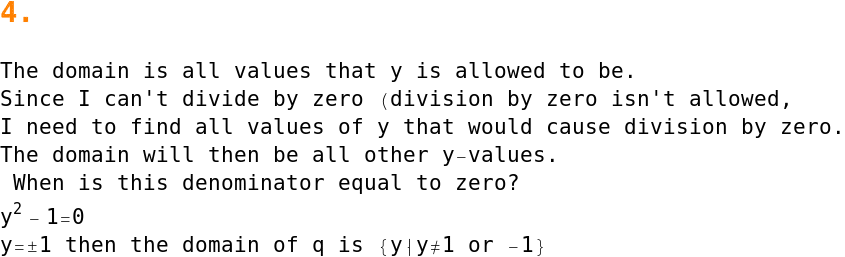 4.
The domain is all values that y is allowed to be.
Since I can't divide by zero (division by zero isn't allowed,
I need to find all values of y that would cause division by zero.
The domain will then be all other y-values.
When is this denominator equal to zero?
y² - 1=0
y=±1 then the domain of q is {y∤y≠1 or -1}